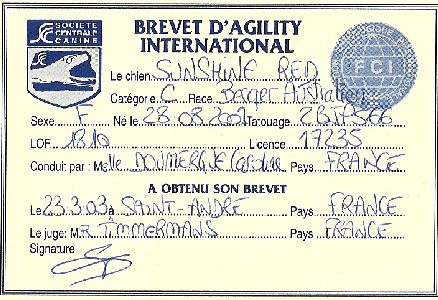 SOCIETE
CENTRALE
CANINE
BREVET D'AGILITY
INTERNATIONAL
FCI
Le chien SUNSHINE RED
Catégorie C Race Berger Australien
Sexe F Né le 28.08.2001 Tatouage 2BTP566
LOF 1810 Licence 17235
Conduit par : Melle DOUMERGUE Caroline Pays FRANCE
A OBTENU SON BREVET
Le 23.3.03 à SAINT-ANDRE Pays FRANCE
Le juge: MR TIMMERMANS Pays FRANCE
Signature